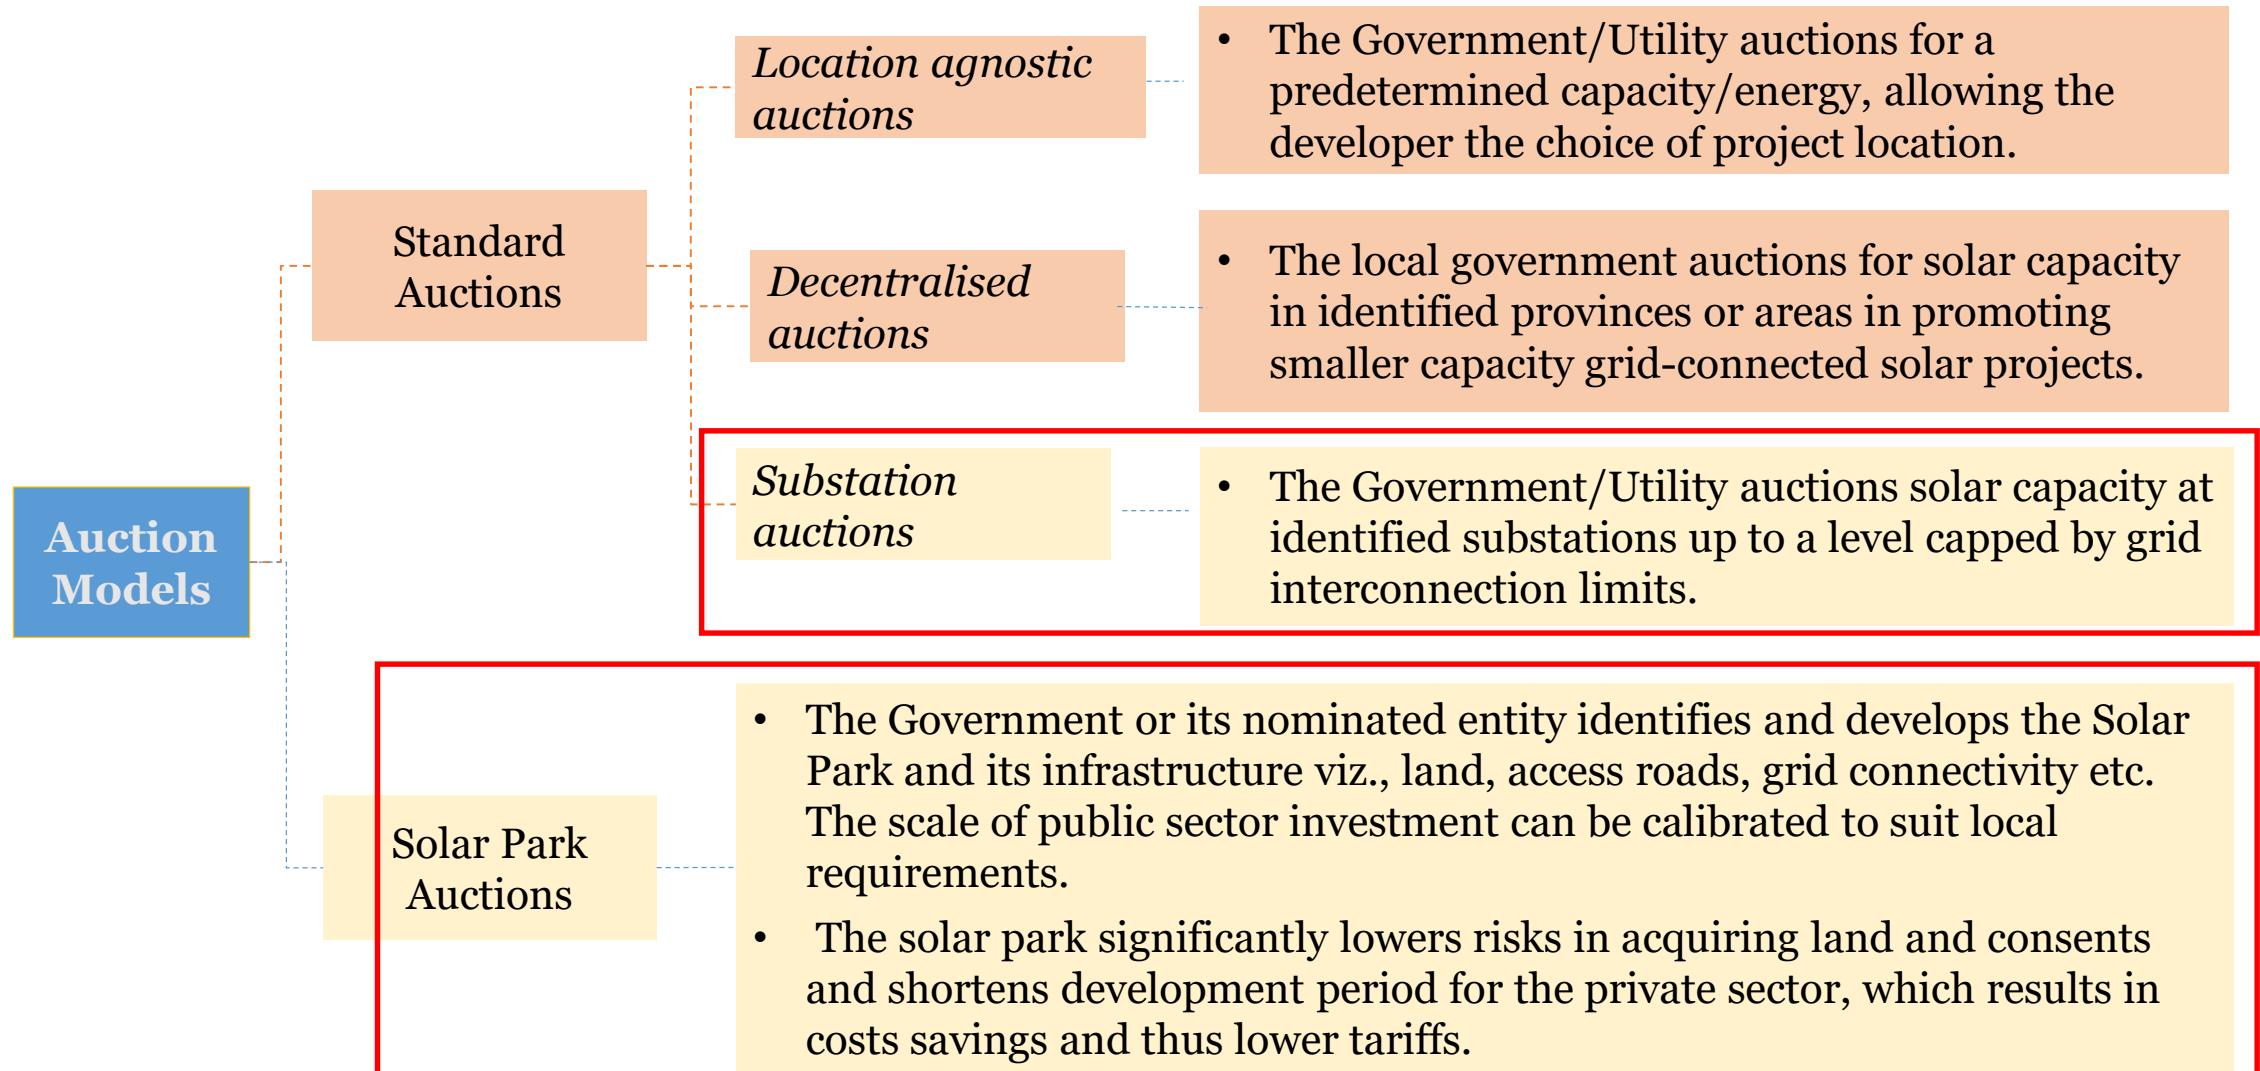 Location agnostic
auctions
• The Government/Utility auctions for a
predetermined capacity/energy, allowing the
developer the choice of project location.
Standard
Auctions
Decentralised
auctions
• The local government auctions for solar capacity
in identified provinces or areas in promoting
smaller capacity grid-connected solar projects.
Auction
Models
Substation
auctions
• The Government/Utility auctions solar capacity at
identified substations up to a level capped by grid
interconnection limits.
Solar Park
Auctions
• The Government or its nominated entity identifies and develops the Solar
Park and its infrastructure viz., land, access roads, grid connectivity etc.
The scale of public sector investment can be calibrated to suit local
requirements.
• The solar park significantly lowers risks in acquiring land and consents
and shortens development period for the private sector, which results in
costs savings and thus lower tariffs.